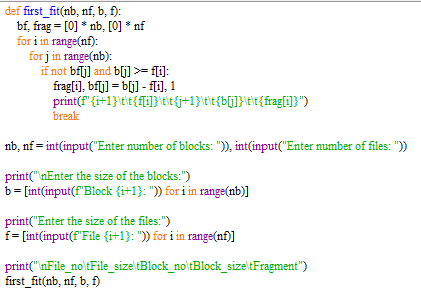 def first_fit(nb, nf, b, f):
    bf, frag = [0] * nb, [0] * nf
    for i in range(nf):
        for j in range(nb):
            if not bf[j] and b[j] >= f[i]:
                frag[i], bf[j] = b[j] - f[i], 1
                print(f"{i+1}\t\t{f[i]}\t\t{j+1}\t\t{b[j]}\t\t{frag[i]}")
                break

nb, nf = int(input("Enter number of blocks: ")), int(input("Enter number of files: "))

print("\nEnter the size of the blocks:")
b = [int(input(f"Block {i+1}: ")) for i in range(nb)]

print("Enter the size of the files:")
f = [int(input(f"File {i+1}: ")) for i in range(nf)]

print("\nFile_no\tFile_size\tBlock_no\tBlock_size\tFragment")
first_fit(nb, nf, b, f)